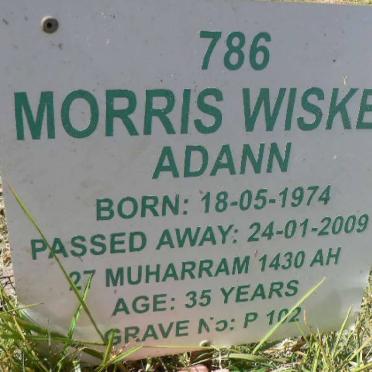 786
MORRIS WISKE
ADANN
BORN: 18-05-1974
PASSED AWAY: 24-01-2009
27 MUHARRAM 1430 AH
AGE: 35 YEARS
GRAVE No: P 102